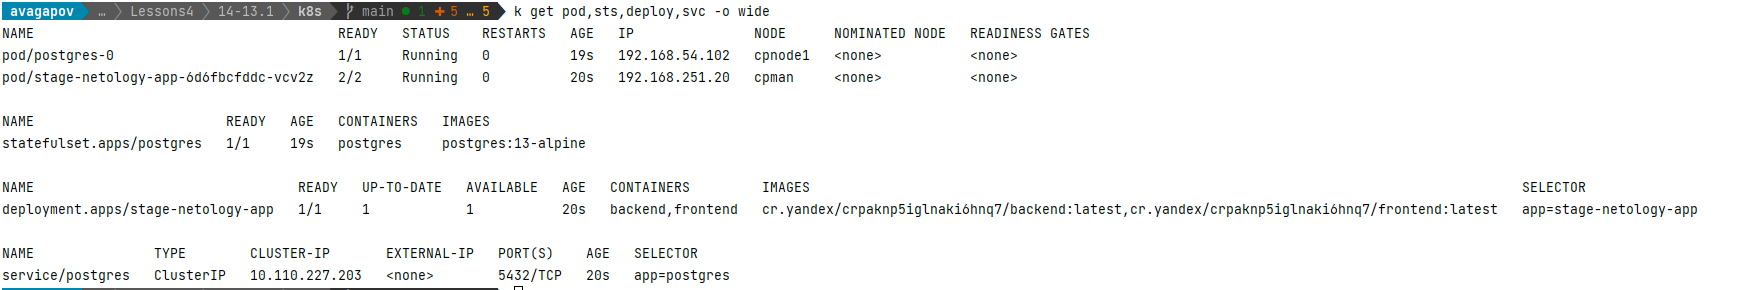 avagapov … Lessons4 14-13.1 k8s main ● 1 + 5 … 5 k get pod,sts,deploy,svc -o wide
NAME READY STATUS RESTARTS AGE IP NODE NOMINATED NODE READINESS GATES
pod/postgres-0 1/1 Running 0 19s 192.168.54.102 cpnode1 <none> <none>
pod/stage-netology-app-6d6fbcfddc-vcv2z 2/2 Running 0 20s 192.168.251.20 cpman <none> <none>
NAME READY AGE CONTAINERS IMAGES
statefulset.apps/postgres 1/1 19s postgres postgres:13-alpine
NAME READY UP-TO-DATE AVAILABLE AGE CONTAINERS IMAGES SELECTOR
deployment.apps/stage-netology-app 1/1 1 1 20s backend,frontend cr.yandex/crpaknp5iglnaki6hnq7/backend:latest,cr.yandex/crpaknp5iglnaki6hnq7/frontend:latest app=stage-netology-app
NAME TYPE CLUSTER-IP EXTERNAL-IP PORT(S) AGE SELECTOR
service/postgres ClusterIP 10.110.227.203 <none> 5432/TCP 20s app=postgres